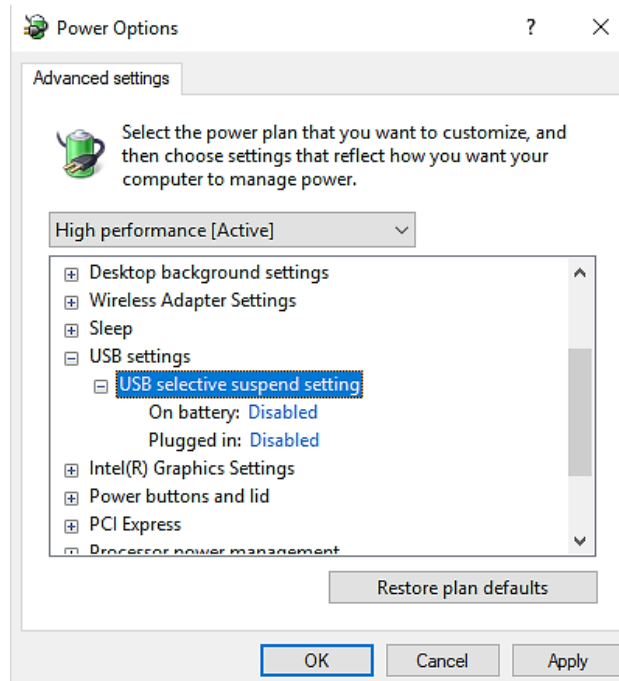 Power Options
?
Advanced settings
Select the power plan that you want to customize, and
then choose settings that reflect how you want your
computer to manage power.
High performance [Active]
Desktop background settings
Wireless Adapter Settings
Sleep
USB settings
USB selective suspend setting
On battery: Disabled
Plugged in: Disabled
Intel(R) Graphics Settings
Power buttons and lid
PCI Express
Processor power management
Restore plan defaults
OK Cancel Apply